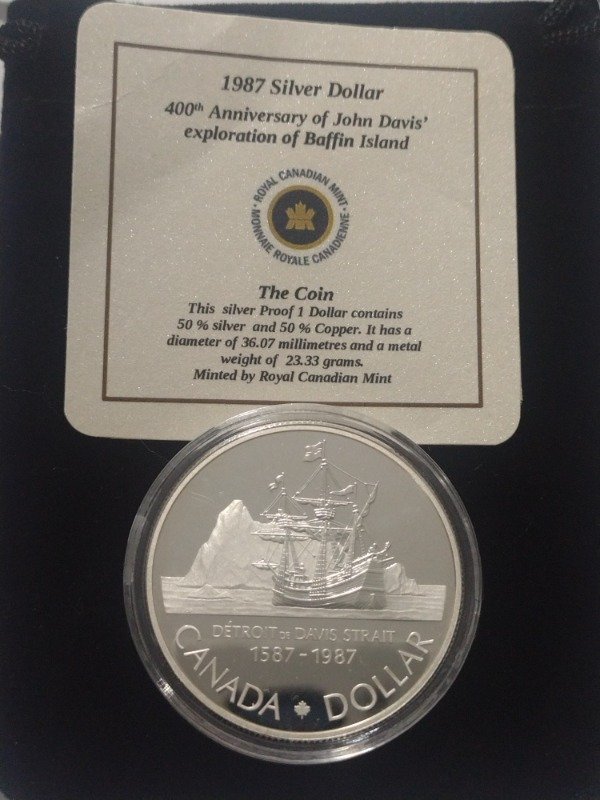 1987 Silver Dollar
400th Anniversary of John Davis'
exploration of Baffin Island
ROYAL CANADIAN MINT
MONNAIE ROYALE CANADIENNE
The Coin
This silver Proof 1 Dollar contains
50 % silver and 50 % Copper. It has a
diameter of 36.07 millimetres and a metal
weight of 23.33 grams.
Minted by Royal Canadian Mint
DÉTROIT DE DAVIS STRAIT
1587-1987
CANADA DOLLAR